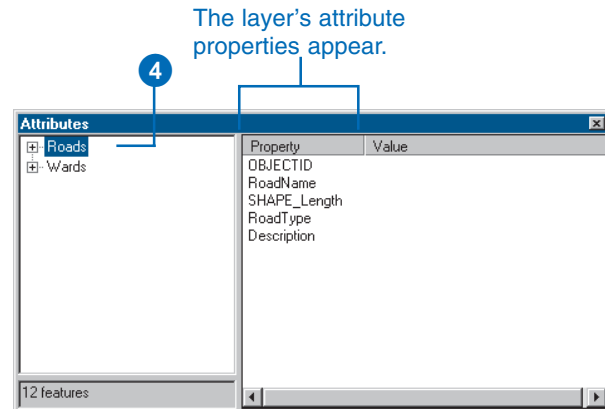 The layer's attribute
properties appear.
4
Attributes
Roads
Wards
Property Value
OBJECTID
RoadName
SHAPE_Length
RoadType
Description
12 features